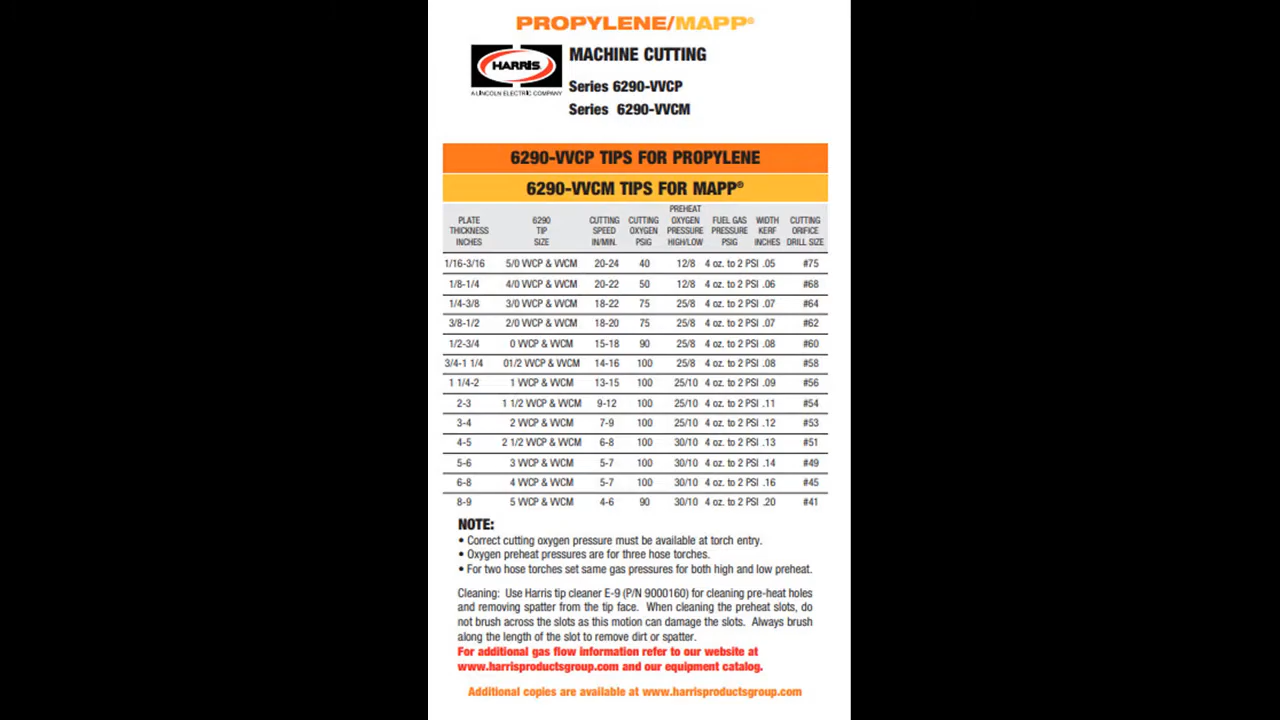 PROPYLENE/MAPP®
HARRIS
A LINCOLN ELECTRIC COMPANY
MACHINE CUTTING
Series 6290-VVCP
Series 6290-VVCM
6290-VVCP TIPS FOR PROPYLENE
6290-VVCM TIPS FOR MAPP®
PLATE THICKNESS INCHES 6290 TIP SIZE CUTTING SPEED IN/MIN. CUTTING OXYGEN PSIG PREHEAT OXYGEN PRESSURE HIGH/LOW FUEL GAS PRESSURE PSIG WIDTH KERF INCHES CUTTING ORIFICE DRILL SIZE
1/16-3/16 5/0 VVCP & VVCM 20-24 40 12/8 4 oz. to 2 PSI .05 #75
1/8-1/4 4/0 VVCP & VVCM 20-22 50 12/8 4 oz. to 2 PSI .06 #68
1/4-3/8 3/0 VVCP & VVCM 18-22 75 25/8 4 oz. to 2 PSI .07 #64
3/8-1/2 2/0 VVCP & VVCM 18-20 75 25/8 4 oz. to 2 PSI .07 #62
1/2-3/4 0 VVCP & VVCM 15-18 90 25/8 4 oz. to 2 PSI .08 #60
3/4-1 1/4 01/2 VVCP & VVCM 14-16 100 25/8 4 oz. to 2 PSI .08 #58
1 1/4-2 1 VVCP & VVCM 13-15 100 25/10 4 oz. to 2 PSI .09 #56
2-3 1 1/2 VVCP & VVCM 9-12 100 25/10 4 oz. to 2 PSI .11 #54
3-4 2 VVCP & VVCM 7-9 100 25/10 4 oz. to 2 PSI .12 #53
4-5 2 1/2 VVCP & VVCM 6-8 100 30/10 4 oz. to 2 PSI .13 #51
5-6 3 VVCP & VVCM 5-7 100 30/10 4 oz. to 2 PSI .14 #49
6-8 4 VVCP & VVCM 5-7 100 30/10 4 oz. to 2 PSI .16 #45
8-9 5 VVCP & VVCM 4-6 90 30/10 4 oz. to 2 PSI .20 #41
NOTE:
• Correct cutting oxygen pressure must be available at torch entry.
• Oxygen preheat pressures are for three hose torches.
• For two hose torches set same gas pressures for both high and low preheat.
Cleaning: Use Harris tip cleaner E-9 (P/N 9000160) for cleaning pre-heat holes
and removing spatter from the tip face. When cleaning the preheat slots, do
not brush across the slots as this motion can damage the slots. Always brush
along the length of the slot to remove dirt or spatter.
For additional gas flow information refer to our website at
www.harrisproductsgroup.com and our equipment catalog.
Additional copies are available at www.harrisproductsgroup.com